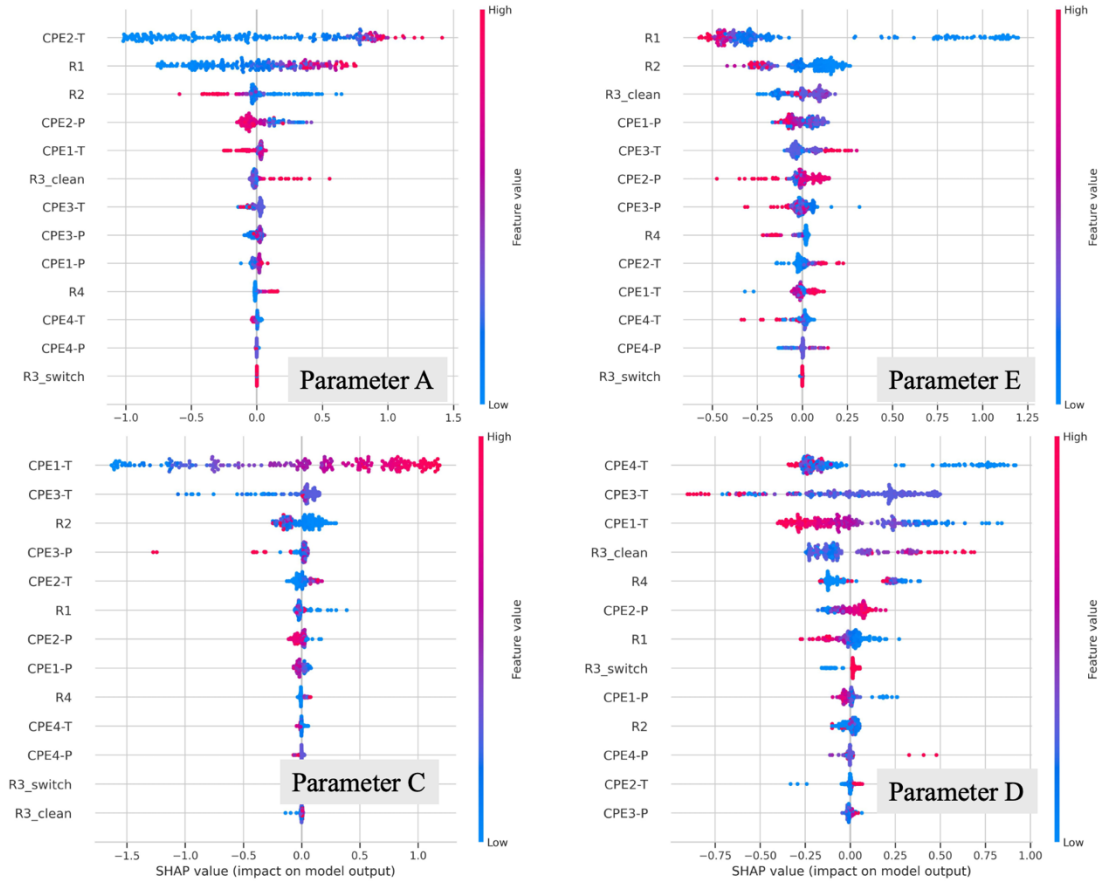 High
CPE2-T
R1
R2
CPE2-P
CPE1-T
R3_clean
CPE3-T
CPE3-P
CPE1-P
R4
CPE4-T
CPE4-P
R3_switch
Parameter A
Feature value
Low
−1.0 −0.5 0.0 0.5 1.0 1.5
High
R1
R2
R3_clean
CPE1-P
CPE3-T
CPE2-P
CPE3-P
R4
CPE2-T
CPE1-T
CPE4-T
CPE4-P
R3_switch
Parameter E
Feature value
Low
−0.50 −0.25 0.00 0.25 0.50 0.75 1.00 1.25
High
CPE1-T
CPE3-T
R2
CPE3-P
CPE2-T
R1
CPE2-P
CPE1-P
R4
CPE4-T
CPE4-P
R3_switch
R3_clean
Parameter C
Feature value
Low
−1.5 −1.0 −0.5 0.0 0.5 1.0
SHAP value (impact on model output)
High
CPE4-T
CPE3-T
CPE1-T
R3_clean
R4
CPE2-P
R1
R3_switch
CPE1-P
R2
CPE4-P
CPE2-T
CPE3-P
Parameter D
Feature value
Low
−0.75 −0.50 −0.25 0.00 0.25 0.50 0.75 1.00
SHAP value (impact on model output)